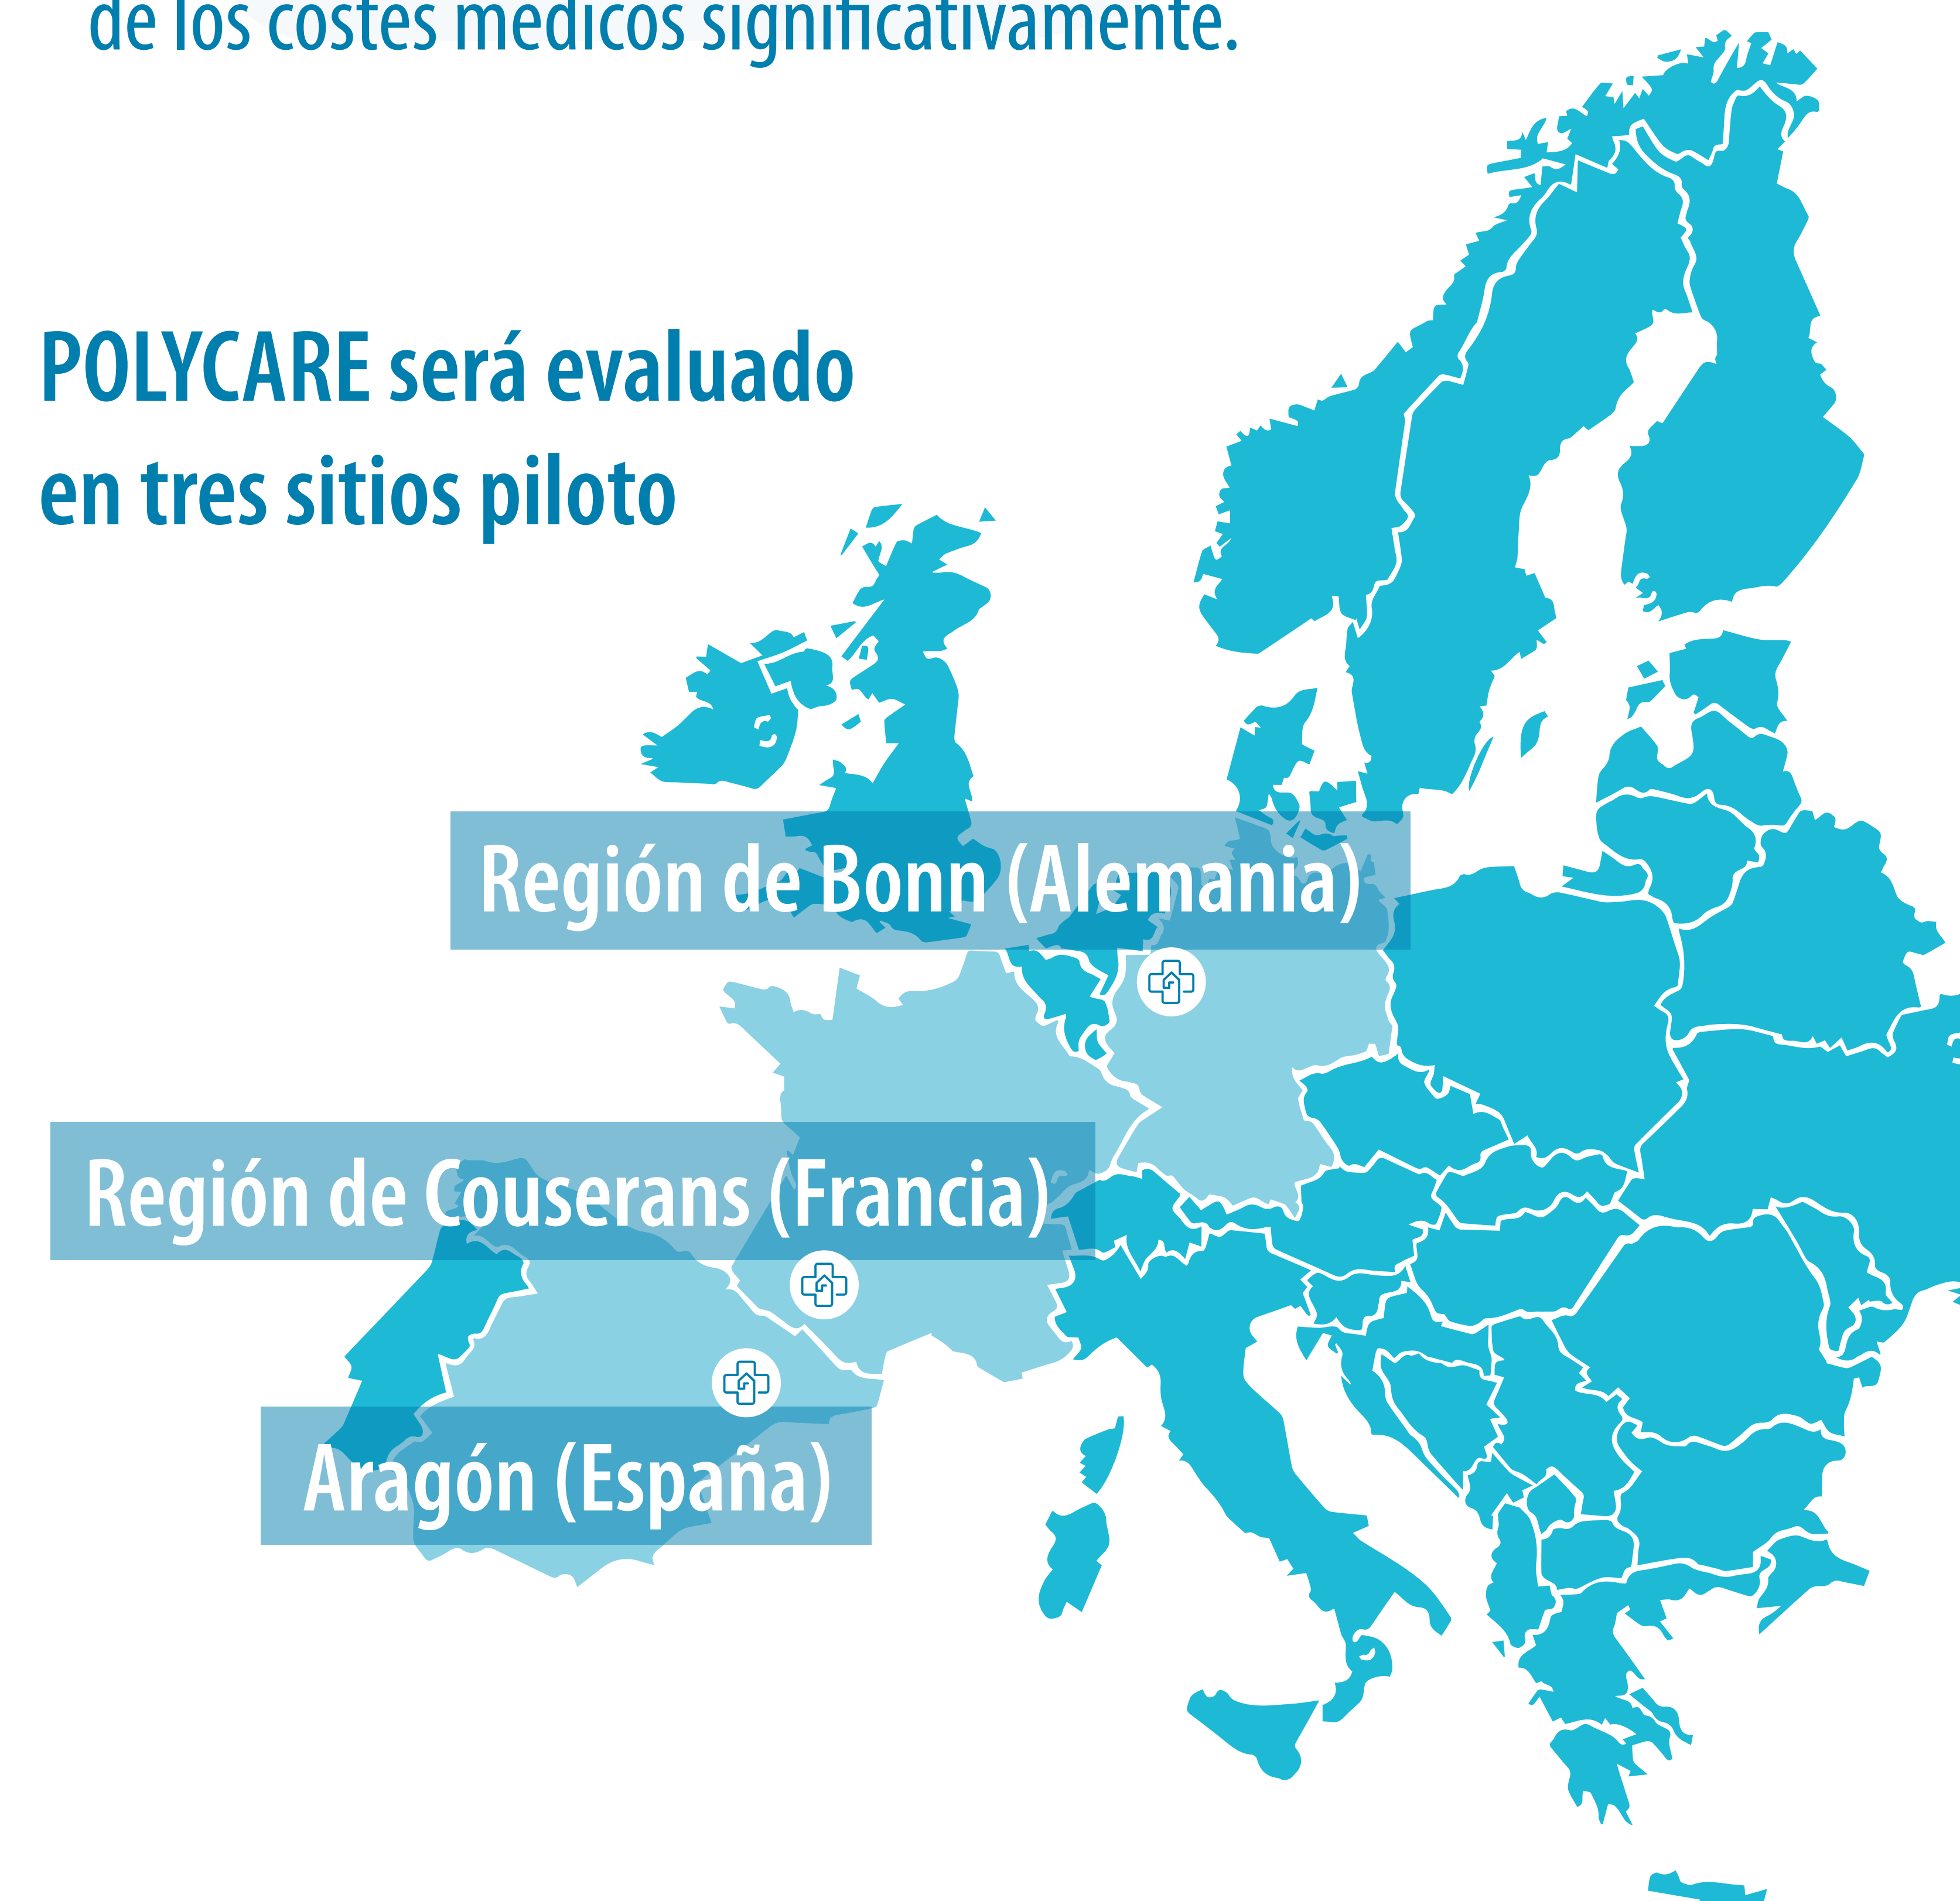 de los costes médicos significativamente.
POLYCARE será evaluado
en tres sitios piloto
Región de Bonn (Alemania)
Región de Couserans (Francia)
Aragón (España)